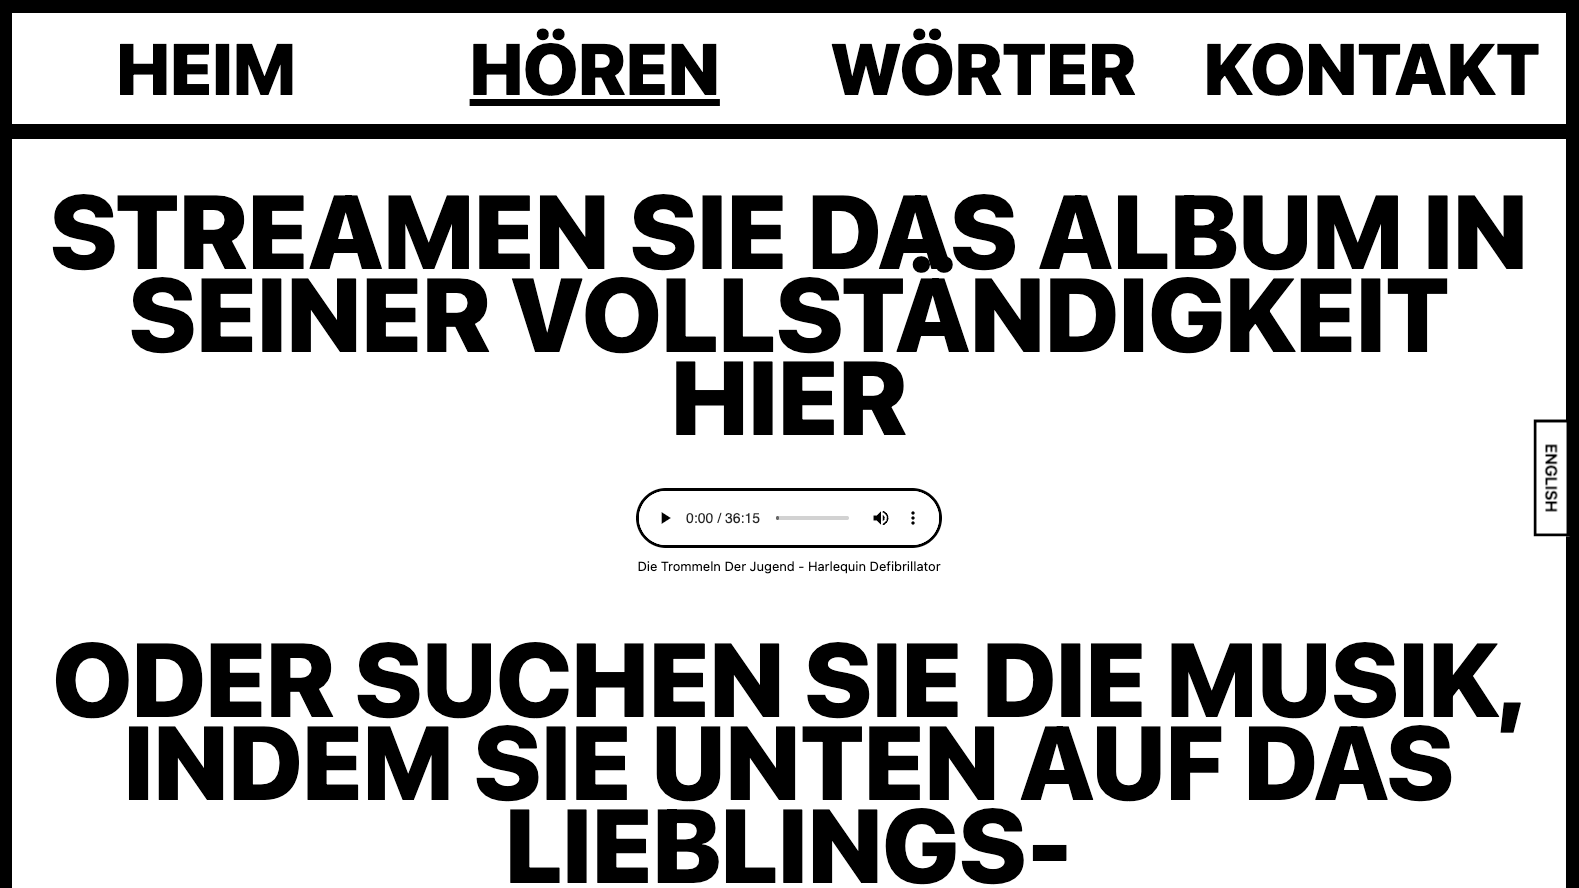 HEIM HÖREN WÖRTER KONTAKT
STREAMEN SIE DAS ALBUM IN
SEINER VOLLSTÄNDIGKEIT
HIER
ENGLISH
0:00 / 36:15
Die Trommeln Der Jugend - Harlequin Defibrillator
ODER SUCHEN SIE DIE MUSIK,
INDEM SIE UNTEN AUF DAS
LIEBLINGS-